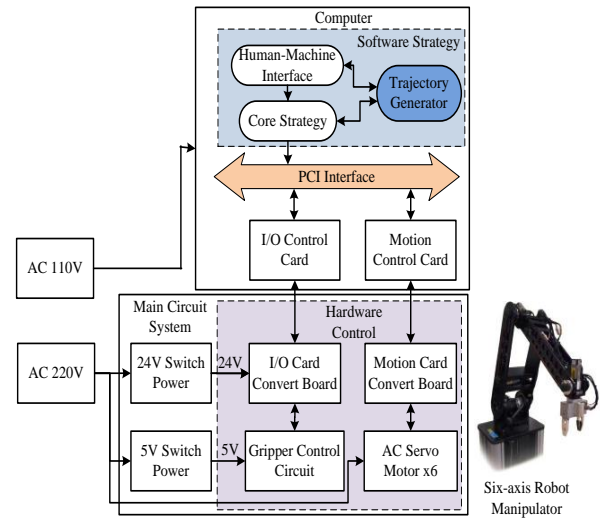 Computer
Software Strategy
Human-Machine
Interface
Trajectory
Generator
Core Strategy
PCI Interface
I/O Control
Card
Motion
Control Card
AC 110V
Main Circuit
System
Hardware
Control
AC 220V
24V Switch
Power
24V
I/O Card
Convert Board
Motion Card
Convert Board
5V Switch
Power
5V
Gripper Control
Circuit
AC Servo
Motor x6
Six-axis Robot
Manipulator